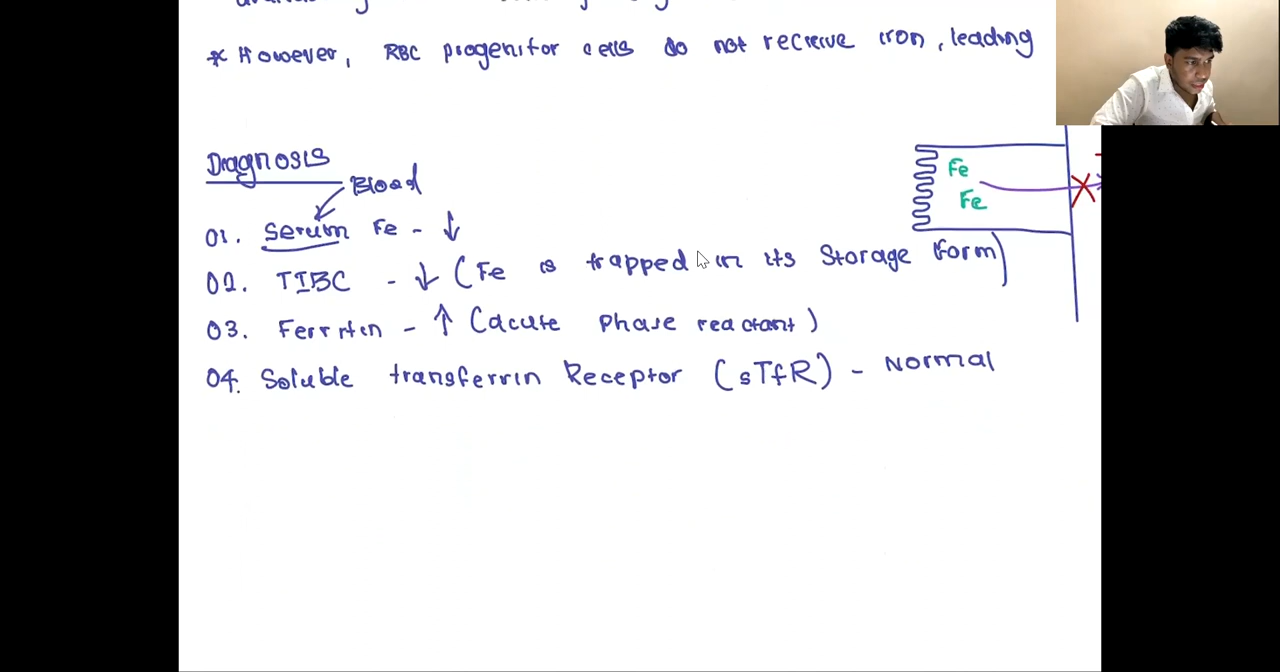 * However, RBC progenitor cells do not recieve iron, leading
Diagnosis
Blood
01. Serum Fe - ↓
02. TIBC - ↓ (Fe is trapped in its storage form)
03. Ferritin - ↑ (acute phase reactant)
04. Soluble transferrin Receptor (sTfR) - Normal
Fe
Fe